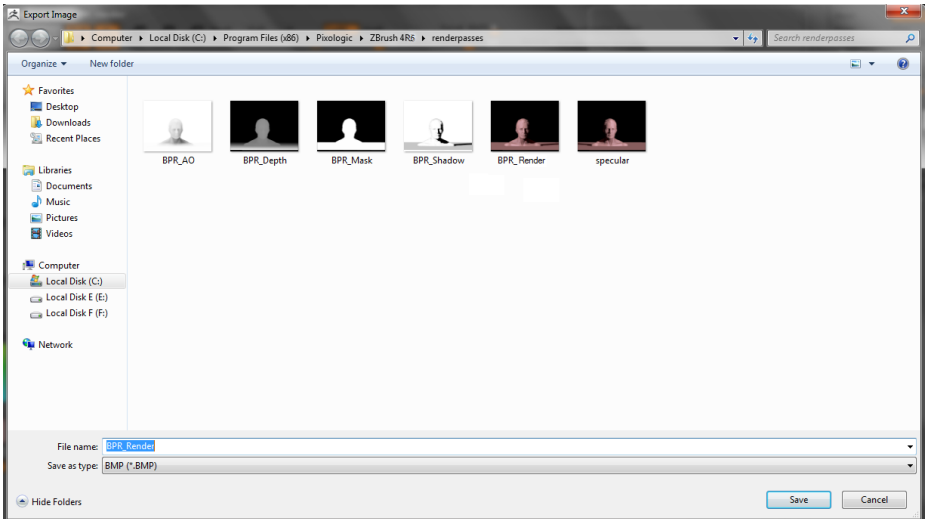 Export Image
Computer Local Disk (C:) Program Files (x86) Pixologic ZBrush 4R6 renderpasses
Search renderpasses
Organize New folder
Favorites
Desktop
Downloads
Recent Places
Libraries
Documents
Music
Pictures
Videos
Computer
Local Disk (C:)
Local Disk E (E:)
Local Disk F (F:)
Network
BPR_AO BPR_Depth BPR_Mask BPR_Shadow BPR_Render specular
File name: BPR_Render
Save as type: BMP (*.BMP)
Hide Folders
Save Cancel